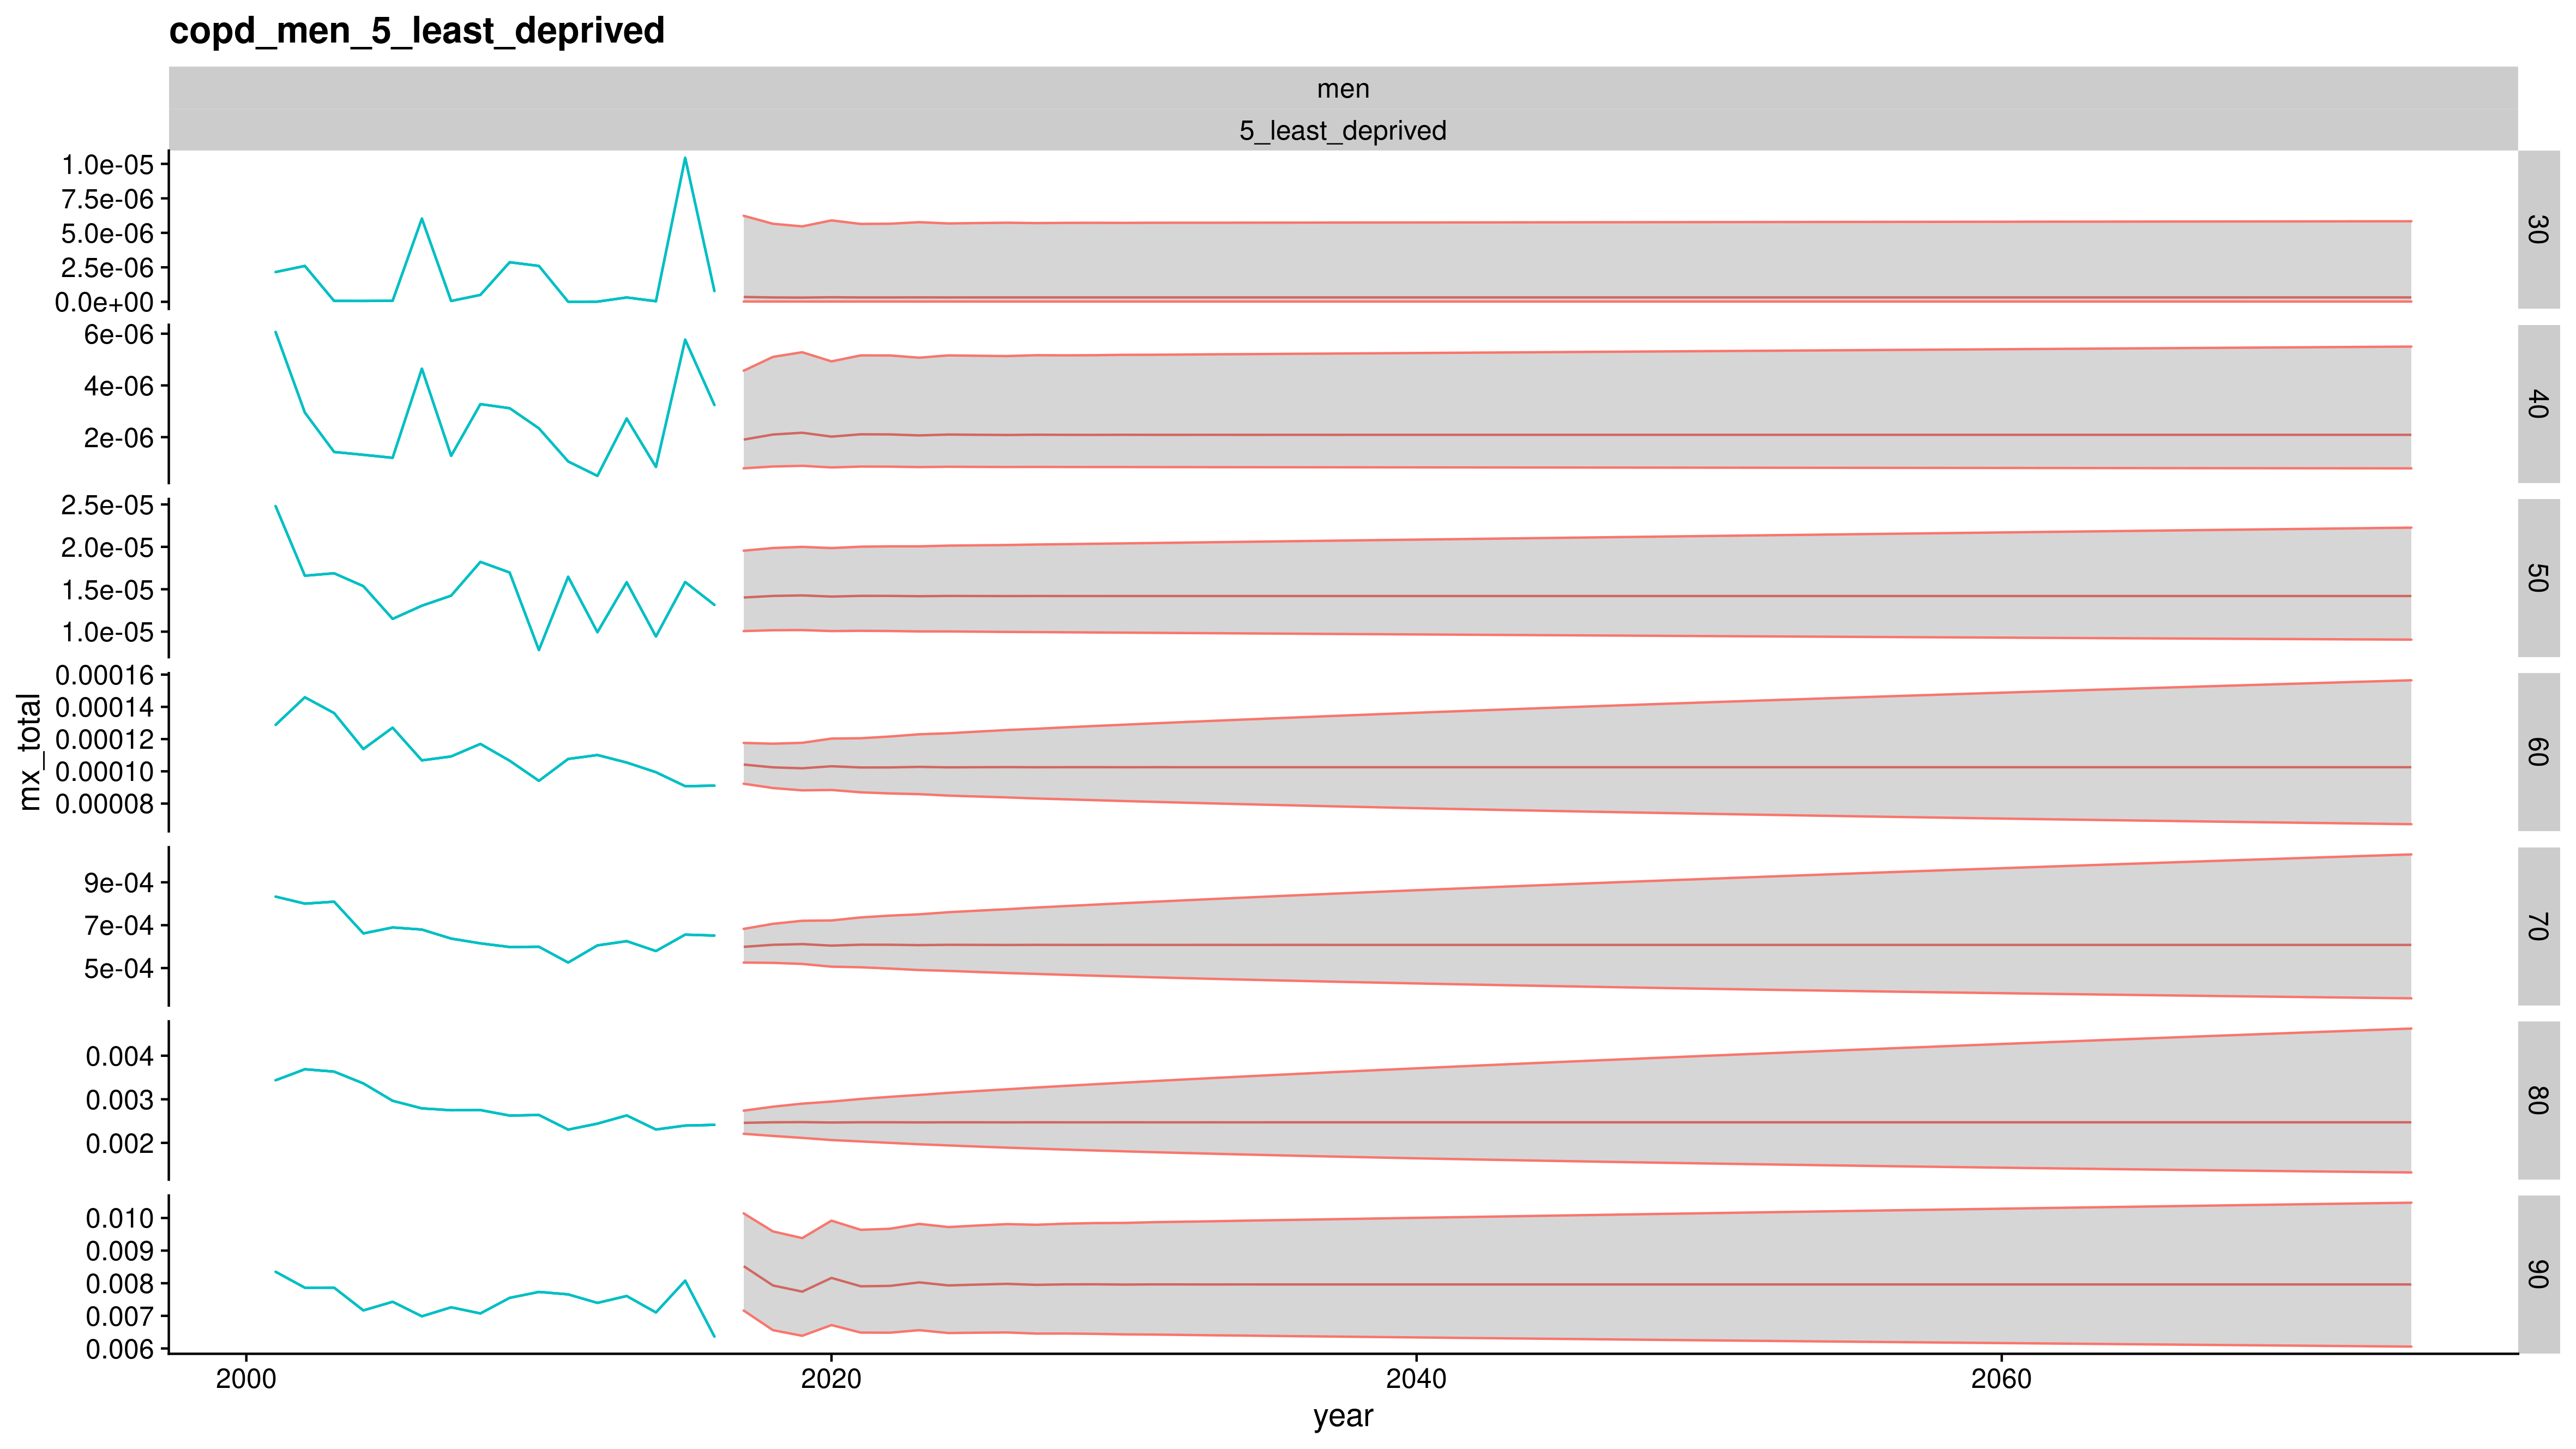 copd_men_5_least_deprived
men
5_least_deprived
1.0e-05
7.5e-06
5.0e-06
2.5e-06
0.0e+00
30
6e-06
4e-06
2e-06
40
2.5e-05
2.0e-05
1.5e-05
1.0e-05
50
mx_total
0.00016
0.00014
0.00012
0.00010
0.00008
60
9e-04
7e-04
5e-04
70
0.004
0.003
0.002
80
0.010
0.009
0.008
0.007
0.006
90
2000 2020 2040 2060
year